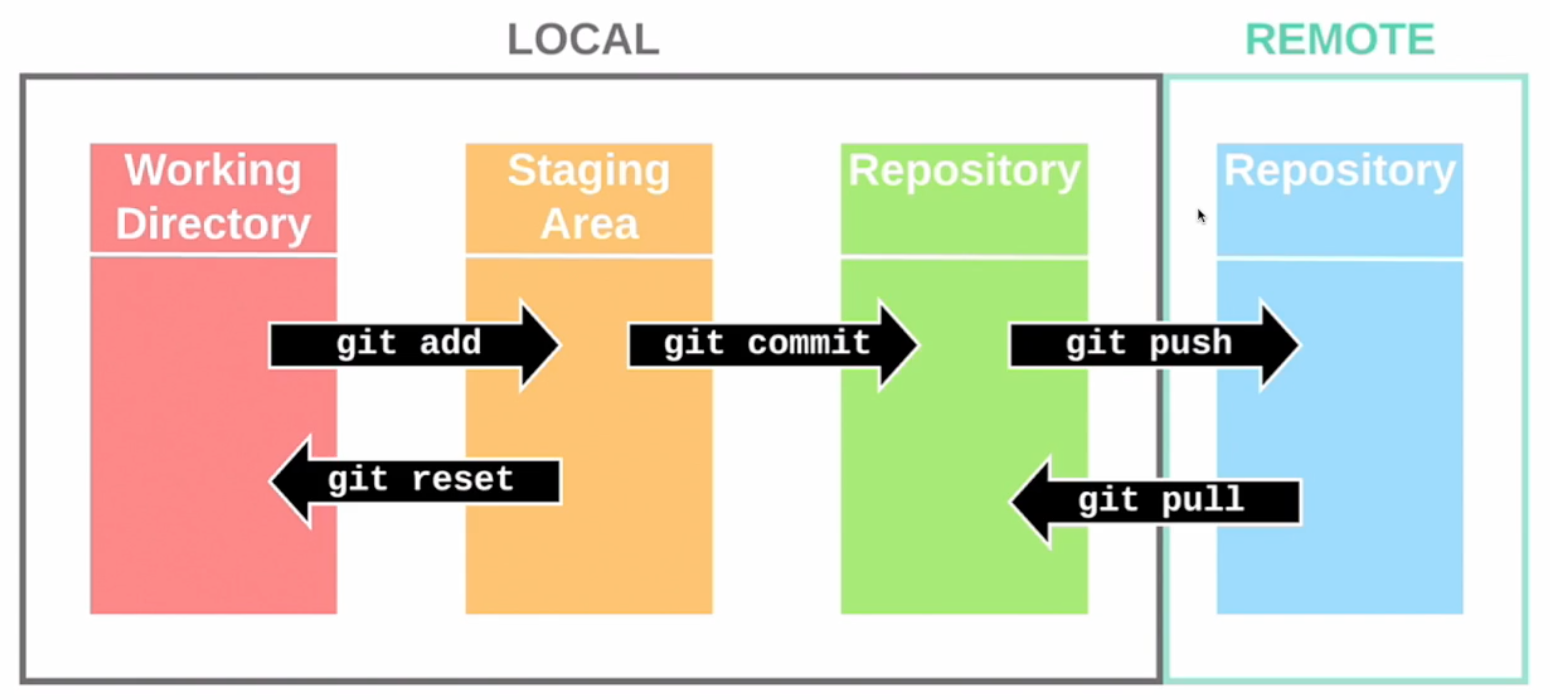 LOCAL
REMOTE
Working
Directory
Staging
Area
Repository
Repository
git add
git commit
git push
git reset
git pull